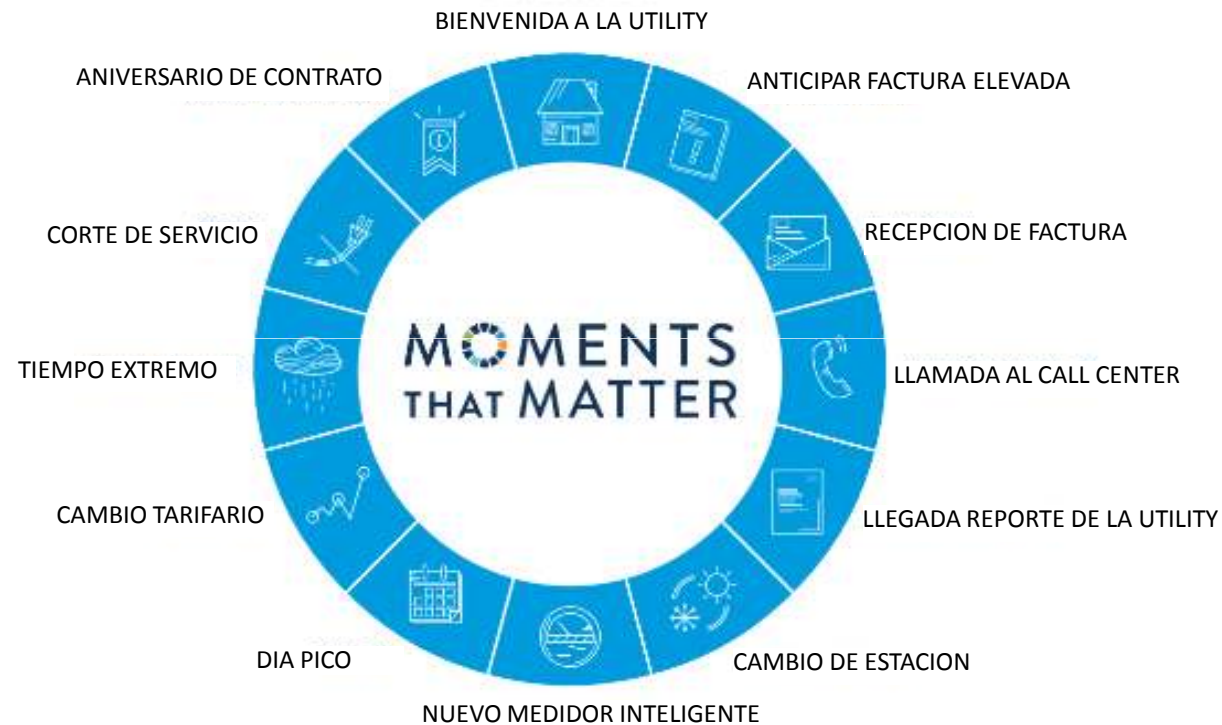 BIENVENIDA A LA UTILITY
ANIVERSARIO DE CONTRATO
ANTICIPAR FACTURA ELEVADA
CORTE DE SERVICIO
RECEPCION DE FACTURA
MOMENTS
THAT MATTER
TIEMPO EXTREMO
LLAMADA AL CALL CENTER
CAMBIO TARIFARIO
LLEGADA REPORTE DE LA UTILITY
DIA PICO
CAMBIO DE ESTACION
NUEVO MEDIDOR INTELIGENTE